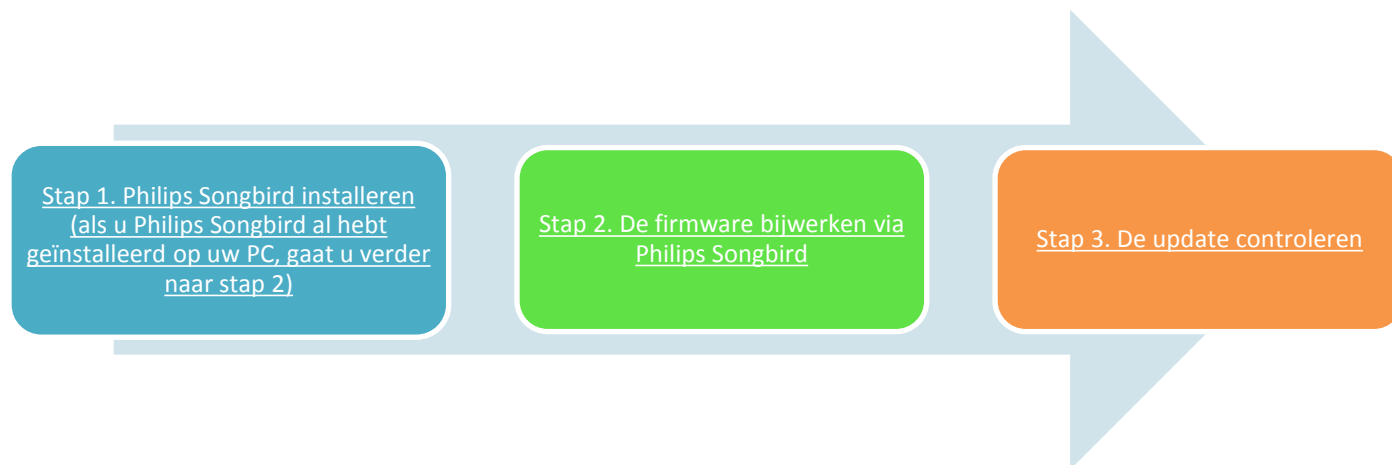 Stap 1. Philips Songbird installeren
(als u Philips Songbird al hebt
geïnstalleerd op uw PC, gaat u verder
naar stap 2)
Stap 2. De firmware bijwerken via
Philips Songbird
Stap 3. De update controleren